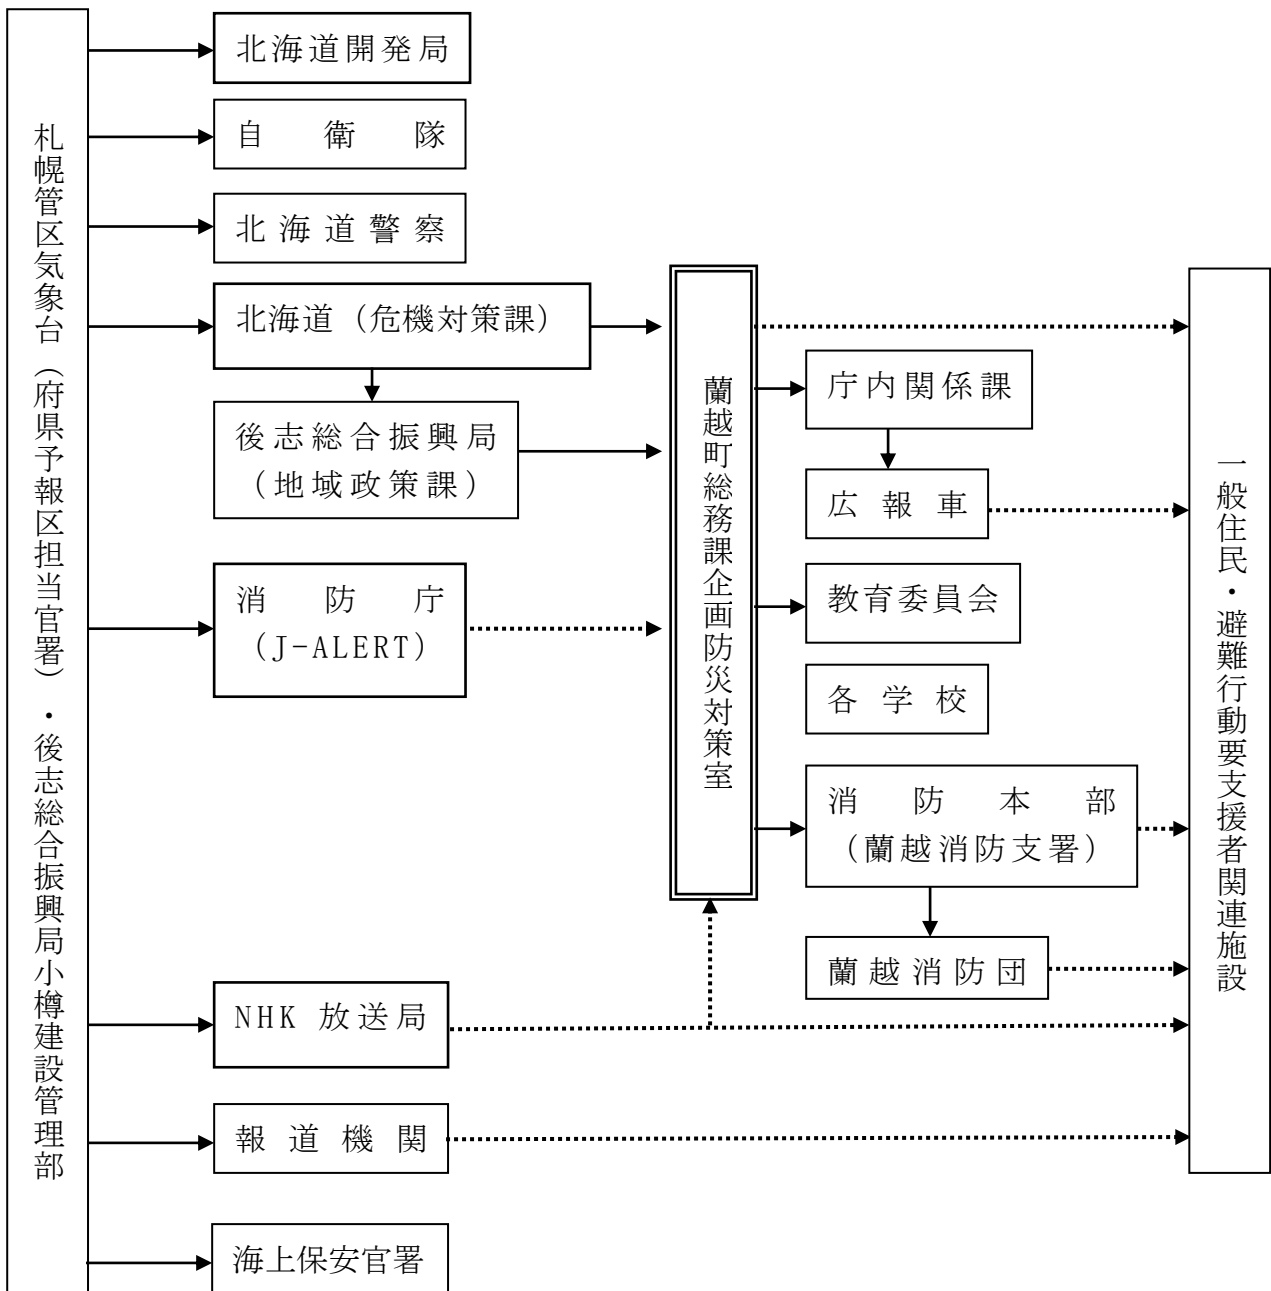 札幌管区気象台（府県予報区担当官署）・後志総合振興局小樽建設管理部
北海道開発局
自衛隊
北海道警察
北海道（危機対策課）
後志総合振興局
（地域政策課）
消防庁
（J-ALERT）
NHK 放送局
報道機関
海上保安官署
蘭越町総務課企画防災対策室
庁内関係課
広報車
教育委員会
各学校
消防本部
（蘭越消防支署）
蘭越消防団
一般住民・避難行動要支援者関連施設